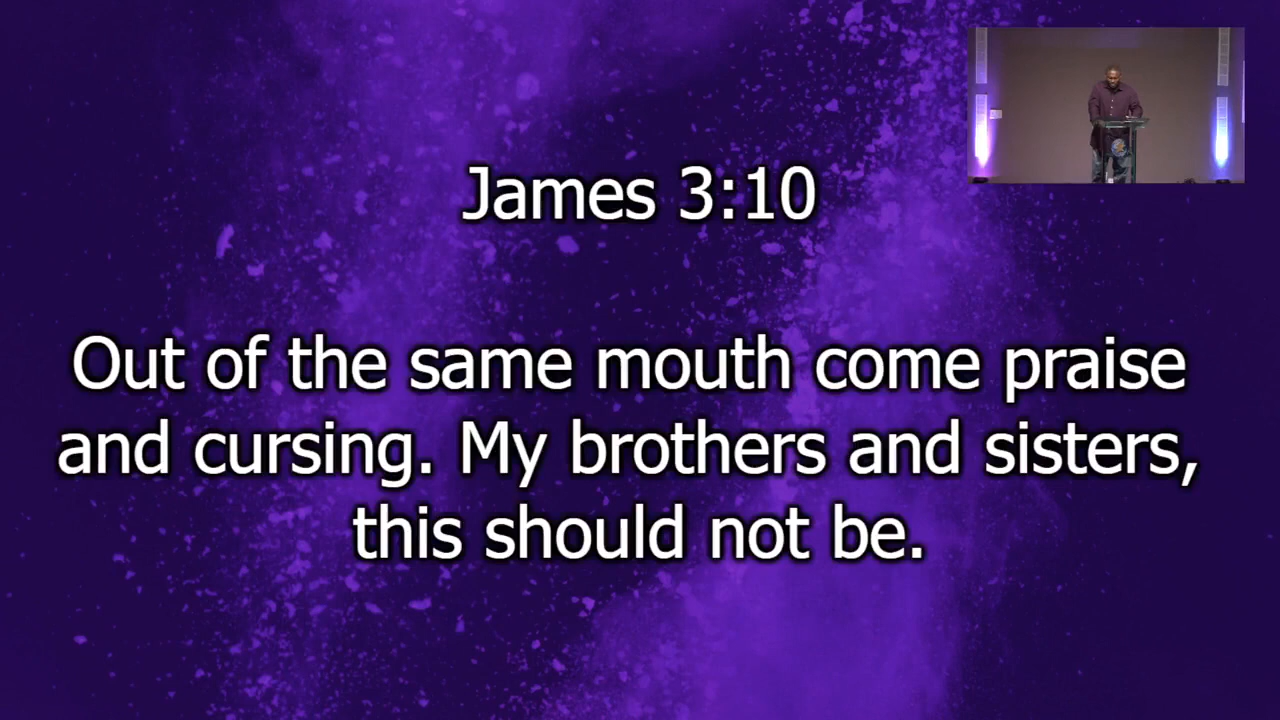 James 3:10
Out of the same mouth come praise
and cursing. My brothers and sisters,
this should not be.